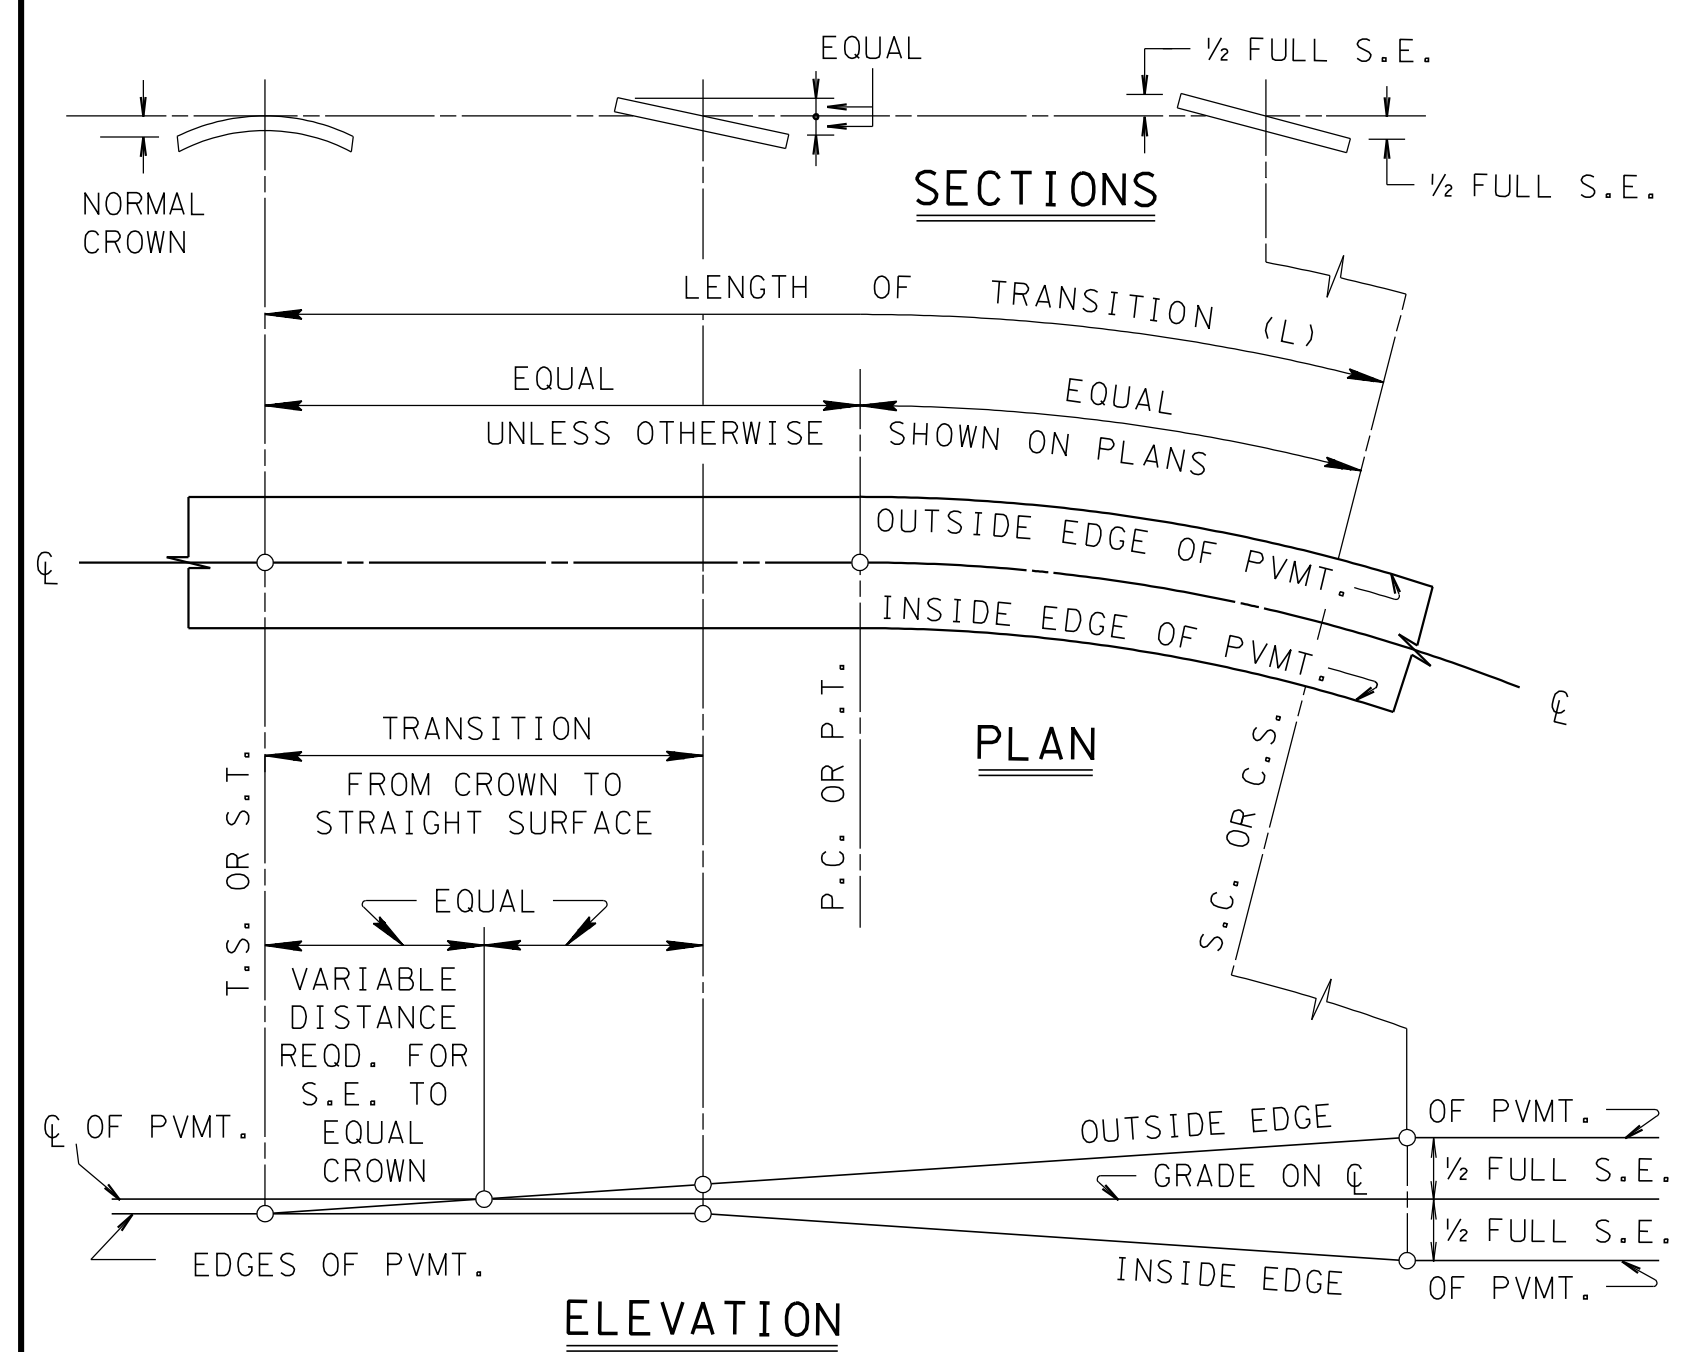 EQUAL
½ FULL S.E.
NORMAL
CROWN
SECTIONS
½ FULL S.E.
LENGTH OF TRANSITION (L)
EQUAL
EQUAL
UNLESS OTHERWISE SHOWN ON PLANS
OUTSIDE EDGE OF PVMT.
℄
INSIDE EDGE OF PVMT.
℄
TRANSITION
FROM CROWN TO
STRAIGHT SURFACE
PLAN
T.S. OR S.T.
P.C. OR P.T.
S.C. OR C.S.
EQUAL
VARIABLE
DISTANCE
REQD. FOR
S.E. TO
EQUAL
CROWN
℄ OF PVMT.
OUTSIDE EDGE OF PVMT.
GRADE ON ℄
½ FULL S.E.
½ FULL S.E.
EDGES OF PVMT.
INSIDE EDGE OF PVMT.
ELEVATION